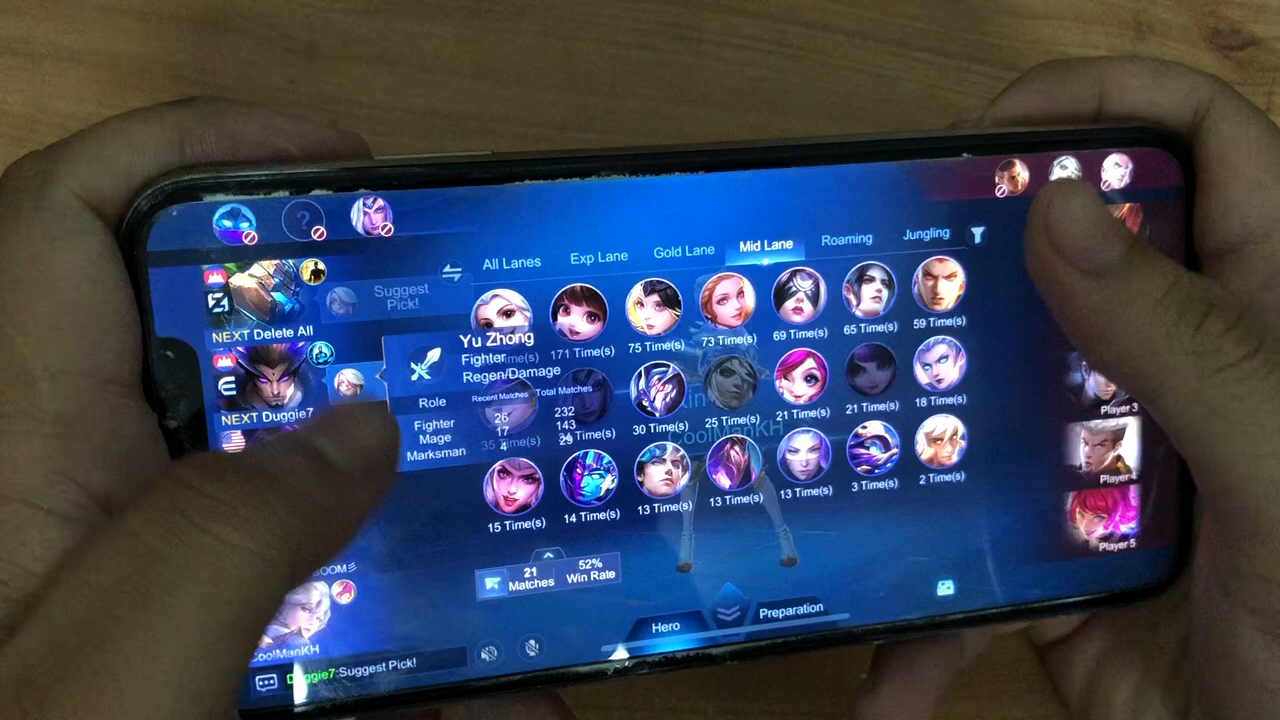 All Lanes
Exp Lane
Gold Lane
Mid Lane
Roaming
Jungling
Suggest
Pick!
NEXT Delete All
NEXT Duggie7
Yu Zhong
Fighter
Regen/Damage
Role
Recent Matches
Total Matches
Fighter
26
232
Mage
17
143
Marksman
4
171 Time(s)
75 Time(s)
73 Time(s)
69 Time(s)
65 Time(s)
59 Time(s)
35 Time(s)
30 Time(s)
25 Time(s)
21 Time(s)
21 Time(s)
18 Time(s)
CoolManKH
15 Time(s)
14 Time(s)
13 Time(s)
13 Time(s)
13 Time(s)
3 Time(s)
2 Time(s)
Player 3
Player 4
Player 5
21
Matches
52%
Win Rate
Hero
Preparation
CoolManKH
Duggie7:Suggest Pick!